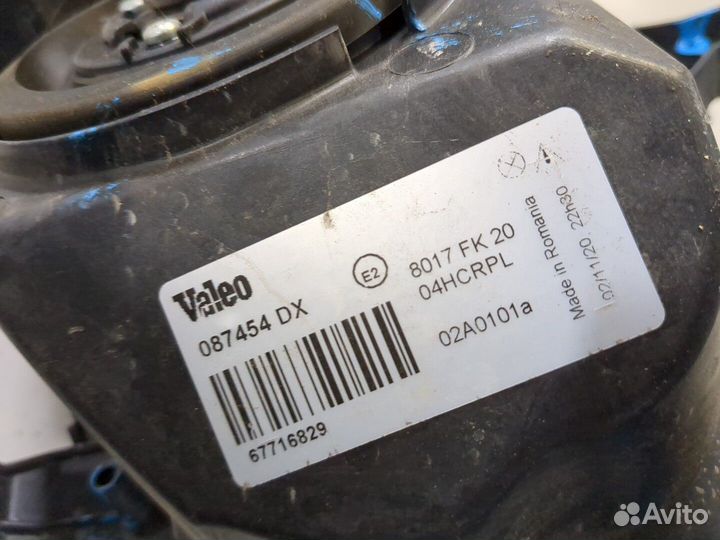 Valeo
087454 DX
67716829
E2
8017 FK 20
04HCRPL
02A0101a
Made in Romania
02/11/20 22h30
Avito